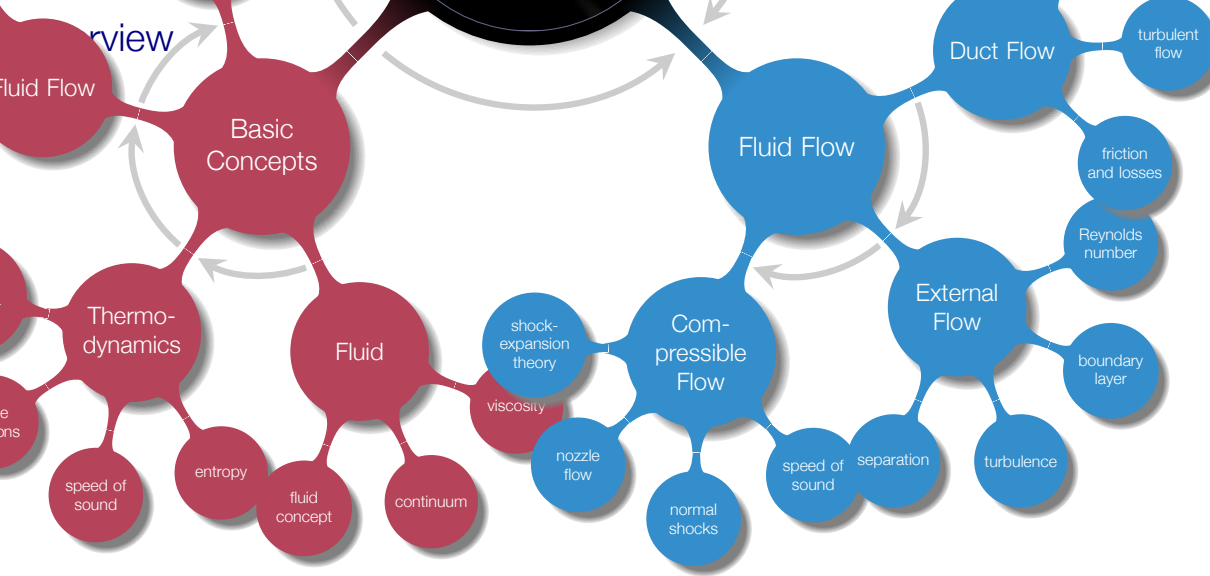 rview
turbulent
flow
Duct Flow
Fluid Flow
Basic
Concepts
Fluid Flow
friction
and losses
Reynolds
number
External
Flow
Thermo-
dynamics
Fluid
shock-
expansion
theory
Com-
pressible
Flow
boundary
layer
viscosity
e
ons
speed of
sound
entropy
fluid
concept
continuum
nozzle
flow
normal
shocks
speed of
sound
separation
turbulence